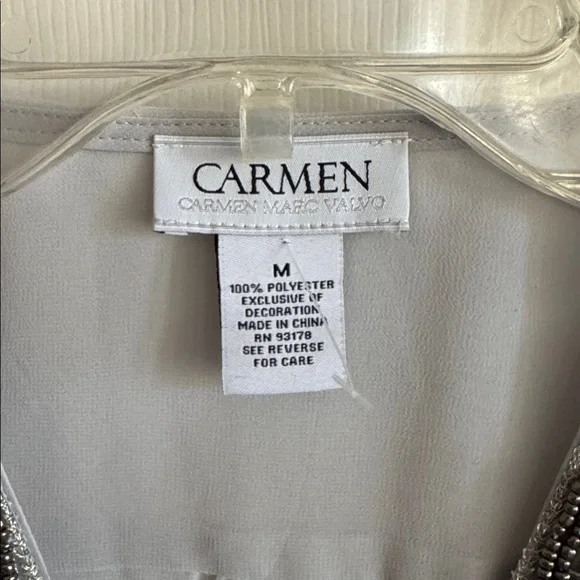 CARMEN
CARMEN MARC VALVO
M
100% POLYESTER
EXCLUSIVE OF
DECORATION
MADE IN CHINA
RN 93178
SEE REVERSE
FOR CARE